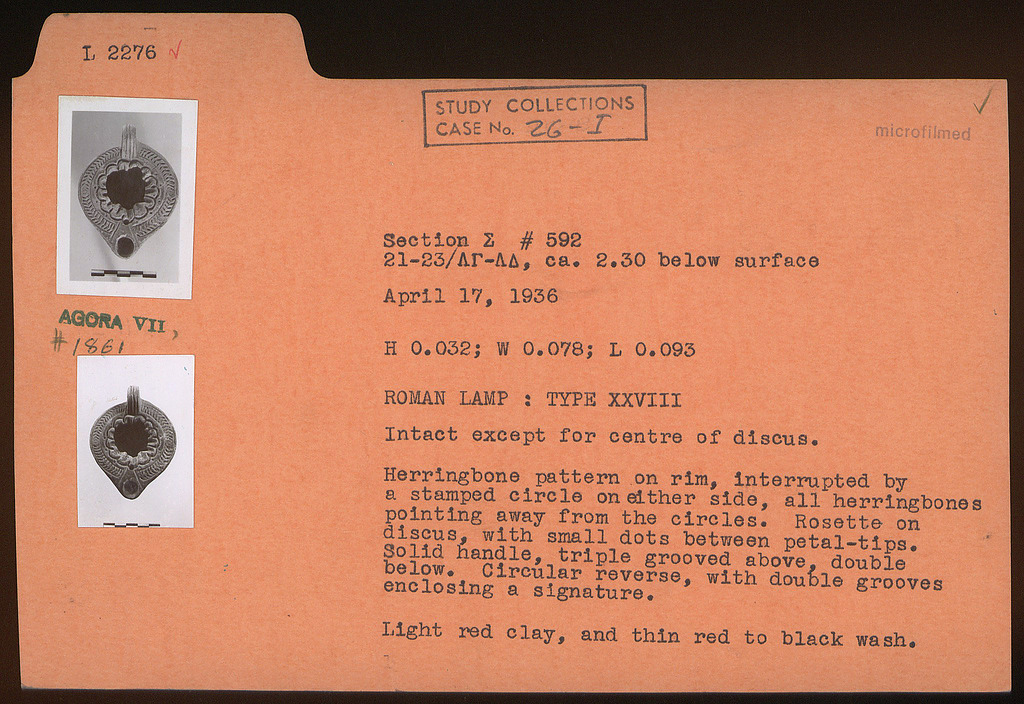 L 2276 ✓
STUDY COLLECTIONS
CASE No. 26-I
microfilmed
AGORA VII,
#1861
Section Σ # 592
21-23/ΛΓ-ΛΔ, ca. 2.30 below surface
April 17, 1936
H 0.032; W 0.078; L 0.093
ROMAN LAMP : TYPE XXVIII
Intact except for centre of discus.
Herringbone pattern on rim, interrupted by
a stamped circle on either side, all herringbones
pointing away from the circles. Rosette on
discus, with small dots between petal-tips.
Solid handle, triple grooved above, double
below. Circular reverse, with double grooves
enclosing a signature.
Light red clay, and thin red to black wash.